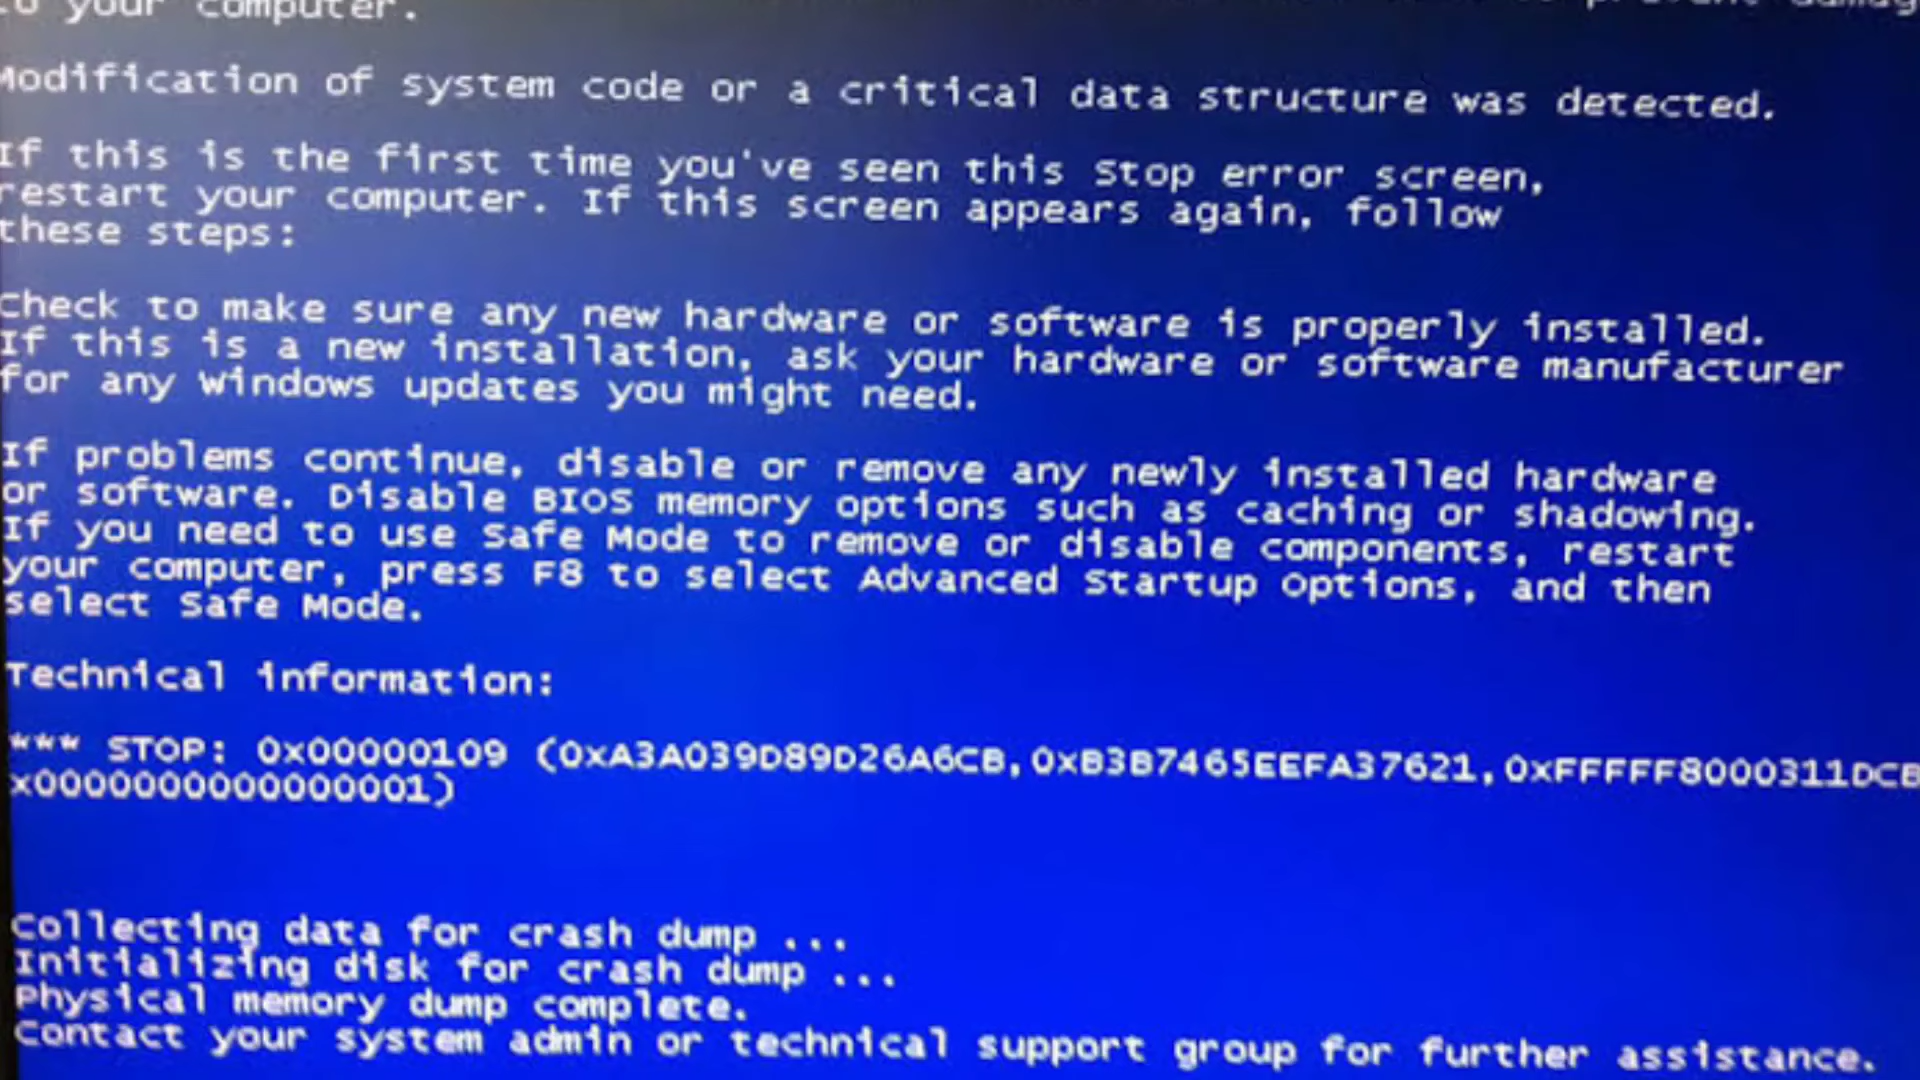 to your computer. prevent damag
Modification of system code or a critical data structure was detected.
If this is the first time you've seen this Stop error screen,
restart your computer. If this screen appears again, follow
these steps:
Check to make sure any new hardware or software is properly installed.
If this is a new installation, ask your hardware or software manufacturer
for any Windows updates you might need.
If problems continue, disable or remove any newly installed hardware
or software. Disable BIOS memory options such as caching or shadowing.
If you need to use Safe Mode to remove or disable components, restart
your computer, press F8 to select Advanced Startup Options, and then
select Safe Mode.
Technical information:
*** STOP: 0x00000109 (0xA3A039D89D26A6CB,0xB3B7465EEFA37621,0xFFFFF8000311DCB
x0000000000000001)
Collecting data for crash dump ...
Initializing disk for crash dump ...
Physical memory dump complete.
Contact your system admin or technical support group for further assistance.